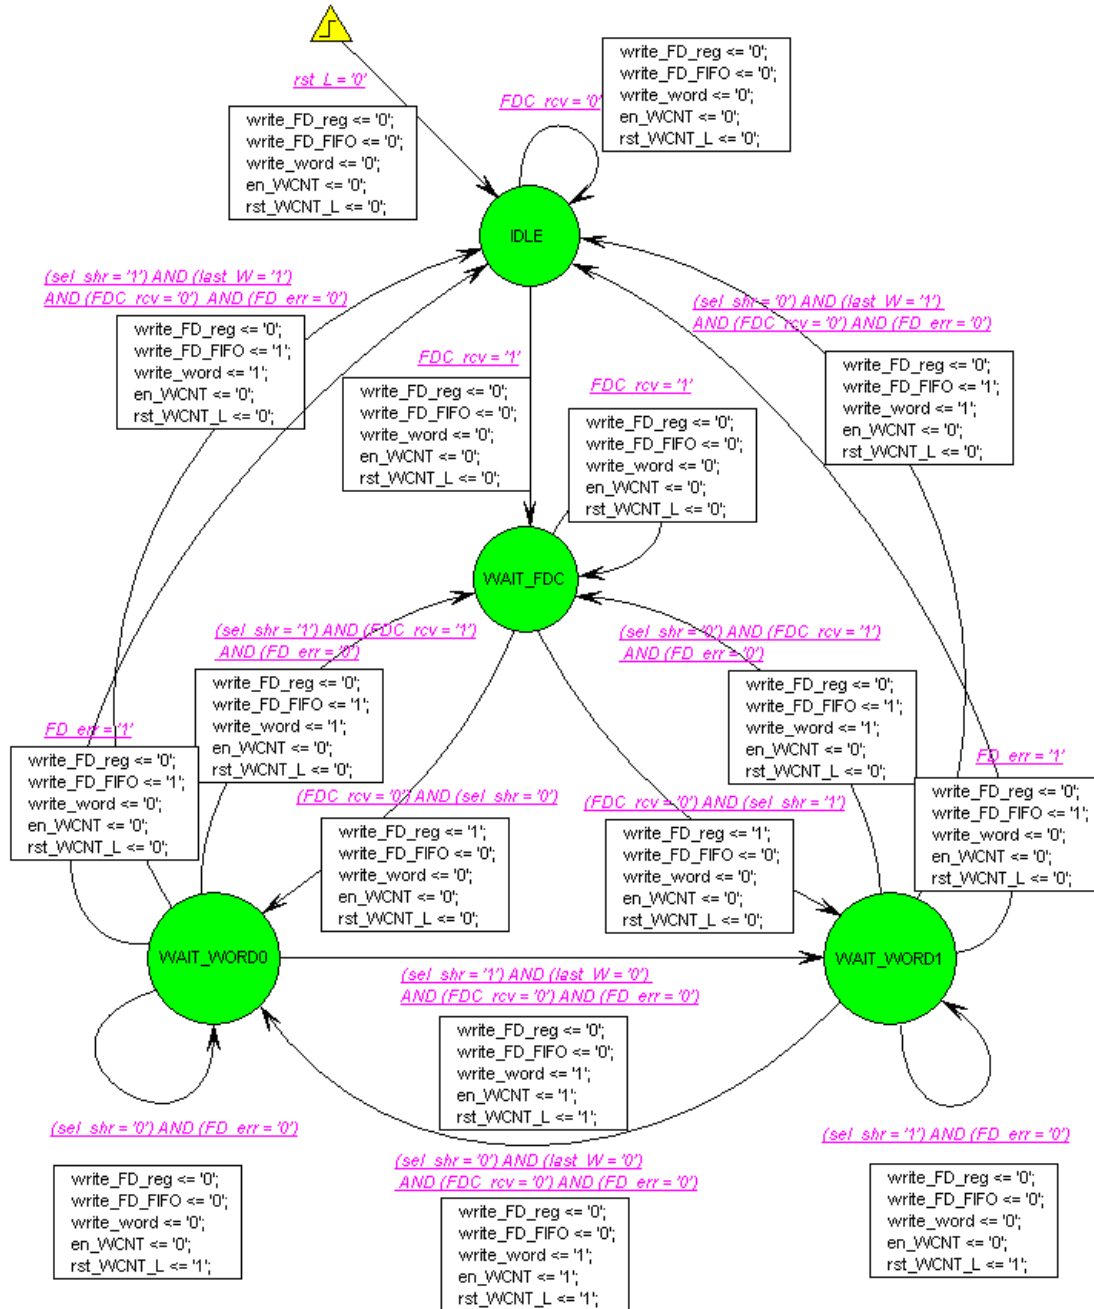 rst_L = '0'
write_FD_reg <= '0';
write_FD_FIFO <= '0';
write_word <= '0';
en_WCNT <= '0';
rst_WCNT_L <= '0';
FDC_rcv = '0'
write_FD_reg <= '0';
write_FD_FIFO <= '0';
write_word <= '0';
en_WCNT <= '0';
rst_WCNT_L <= '0';
IDLE
(sel_shr = '1') AND (last_W = '1')
AND (FDC_rcv = '0') AND (FD_err = '0')
write_FD_reg <= '0';
write_FD_FIFO <= '1';
write_word <= '1';
en_WCNT <= '0';
rst_WCNT_L <= '0';
(sel_shr = '0') AND (last_W = '1')
AND (FDC_rcv = '0') AND (FD_err = '0')
write_FD_reg <= '0';
write_FD_FIFO <= '1';
write_word <= '1';
en_WCNT <= '0';
rst_WCNT_L <= '0';
FDC_rcv = '1'
write_FD_reg <= '0';
write_FD_FIFO <= '0';
write_word <= '0';
en_WCNT <= '0';
rst_WCNT_L <= '0';
FDC_rcv = '1'
write_FD_reg <= '0';
write_FD_FIFO <= '0';
write_word <= '0';
en_WCNT <= '0';
rst_WCNT_L <= '0';
WAIT_FDC
(sel_shr = '1') AND (FDC_rcv = '1')
AND (FD_err = '0')
write_FD_reg <= '0';
write_FD_FIFO <= '1';
write_word <= '1';
en_WCNT <= '0';
rst_WCNT_L <= '0';
(sel_shr = '0') AND (FDC_rcv = '1')
AND (FD_err = '0')
write_FD_reg <= '0';
write_FD_FIFO <= '1';
write_word <= '1';
en_WCNT <= '0';
rst_WCNT_L <= '0';
FD_err = '1'
write_FD_reg <= '0';
write_FD_FIFO <= '1';
write_word <= '0';
en_WCNT <= '0';
rst_WCNT_L <= '0';
FD_err = '1'
write_FD_reg <= '0';
write_FD_FIFO <= '1';
write_word <= '0';
en_WCNT <= '0';
rst_WCNT_L <= '0';
(FDC_rcv = '0') AND (sel_shr = '0')
write_FD_reg <= '1';
write_FD_FIFO <= '0';
write_word <= '0';
en_WCNT <= '0';
rst_WCNT_L <= '0';
(FDC_rcv = '0') AND (sel_shr = '1')
write_FD_reg <= '1';
write_FD_FIFO <= '0';
write_word <= '0';
en_WCNT <= '0';
rst_WCNT_L <= '0';
WAIT_WORD0
WAIT_WORD1
(sel_shr = '1') AND (last_W = '0')
AND (FDC_rcv = '0') AND (FD_err = '0')
write_FD_reg <= '0';
write_FD_FIFO <= '0';
write_word <= '1';
en_WCNT <= '1';
rst_WCNT_L <= '1';
(sel_shr = '0') AND (FD_err = '0')
write_FD_reg <= '0';
write_FD_FIFO <= '0';
write_word <= '0';
en_WCNT <= '0';
rst_WCNT_L <= '1';
(sel_shr = '0') AND (last_W = '0')
AND (FDC_rcv = '0') AND (FD_err = '0')
write_FD_reg <= '0';
write_FD_FIFO <= '0';
write_word <= '1';
en_WCNT <= '1';
rst_WCNT_L <= '1';
(sel_shr = '1') AND (FD_err = '0')
write_FD_reg <= '0';
write_FD_FIFO <= '0';
write_word <= '0';
en_WCNT <= '0';
rst_WCNT_L <= '1';